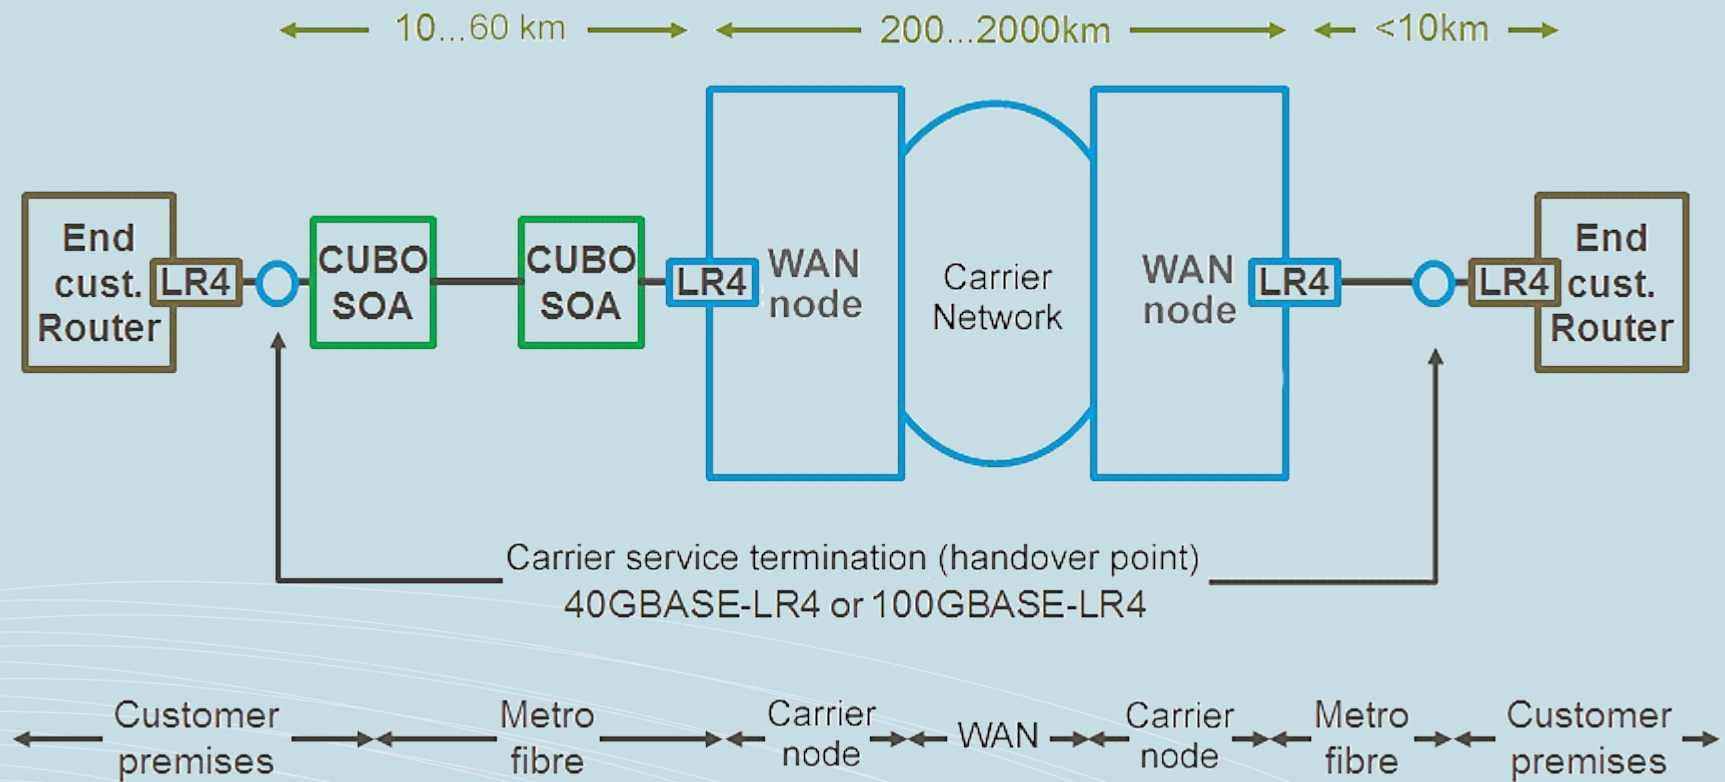 10...60 km
200...2000km
<10km
End
cust.
Router
LR4
CUBO
SOA
CUBO
SOA
LR4
WAN
node
Carrier
Network
WAN
node
LR4
LR4
End
cust.
Router
Carrier service termination (handover point)
40GBASE-LR4 or 100GBASE-LR4
Customer
premises
Metro
fibre
Carrier
node
WAN
Carrier
node
Metro
fibre
Customer
premises